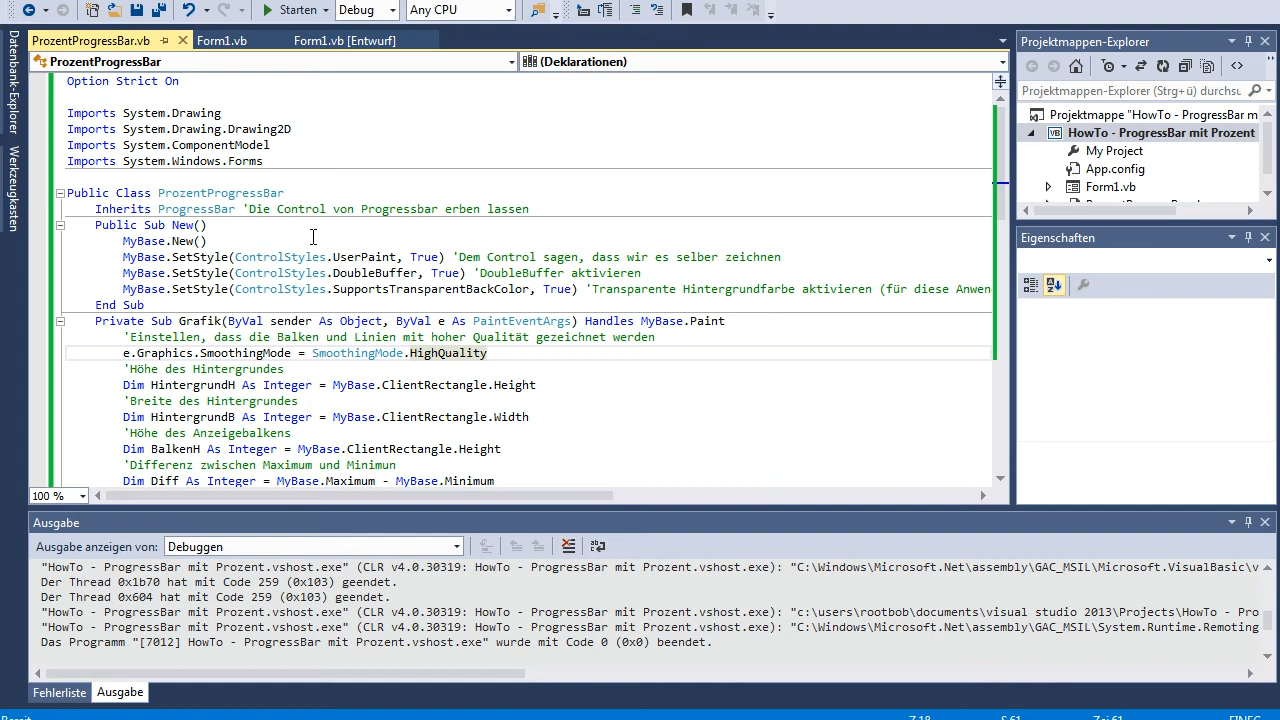 Starten
Debug
Any CPU
ProzentProgressBar.vb
Form1.vb
Form1.vb [Entwurf]
ProzentProgressBar
(Deklarationen)
Datenbank-Explorer
Werkzeugkasten
Option Strict On
Imports System.Drawing
Imports System.Drawing.Drawing2D
Imports System.ComponentModel
Imports System.Windows.Forms
Public Class ProzentProgressBar
Inherits ProgressBar 'Die Control von Progressbar erben lassen
Public Sub New()
MyBase.New()
MyBase.SetStyle(ControlStyles.UserPaint, True) 'Dem Control sagen, dass wir es selber zeichnen
MyBase.SetStyle(ControlStyles.DoubleBuffer, True) 'DoubleBuffer aktivieren
MyBase.SetStyle(ControlStyles.SupportsTransparentBackColor, True) 'Transparente Hintergrundfarbe aktivieren (für diese Anwen
End Sub
Private Sub Grafik(ByVal sender As Object, ByVal e As PaintEventArgs) Handles MyBase.Paint
'Einstellen, dass die Balken und Linien mit hoher Qualität gezeichnet werden
e.Graphics.SmoothingMode = SmoothingMode.HighQuality
'Höhe des Hintergrundes
Dim HintergrundH As Integer = MyBase.ClientRectangle.Height
'Breite des Hintergrundes
Dim HintergrundB As Integer = MyBase.ClientRectangle.Width
'Höhe des Anzeigebalkens
Dim BalkenH As Integer = MyBase.ClientRectangle.Height
'Differenz zwischen Maximum und Minimun
Dim Diff As Integer = MyBase.Maximum - MyBase.Minimum
100 %
Projektmappen-Explorer
Projektmappen-Explorer (Strg+ü) durchsu
Projektmappe "HowTo - ProgressBar m
HowTo - ProgressBar mit Prozent
My Project
App.config
Form1.vb
Eigenschaften
Ausgabe
Ausgabe anzeigen von: Debuggen
"HowTo - ProgressBar mit Prozent.vshost.exe" (CLR v4.0.30319: HowTo - ProgressBar mit Prozent.vshost.exe): "C:\Windows\Microsoft.Net\assembly\GAC_MSIL\Microsoft.VisualBasic\v
Der Thread 0x1b70 hat mit Code 259 (0x103) geendet.
Der Thread 0x604 hat mit Code 259 (0x103) geendet.
"HowTo - ProgressBar mit Prozent.vshost.exe" (CLR v4.0.30319: HowTo - ProgressBar mit Prozent.vshost.exe): "c:\users\rootbob\documents\visual studio 2013\Projects\HowTo - Pro
"HowTo - ProgressBar mit Prozent.vshost.exe" (CLR v4.0.30319: HowTo - ProgressBar mit Prozent.vshost.exe): "C:\Windows\Microsoft.Net\assembly\GAC_MSIL\System.Runtime.Remoting
Das Programm "[7012] HowTo - ProgressBar mit Prozent.vshost.exe" wurde mit Code 0 (0x0) beendet.
Fehlerliste
Ausgabe